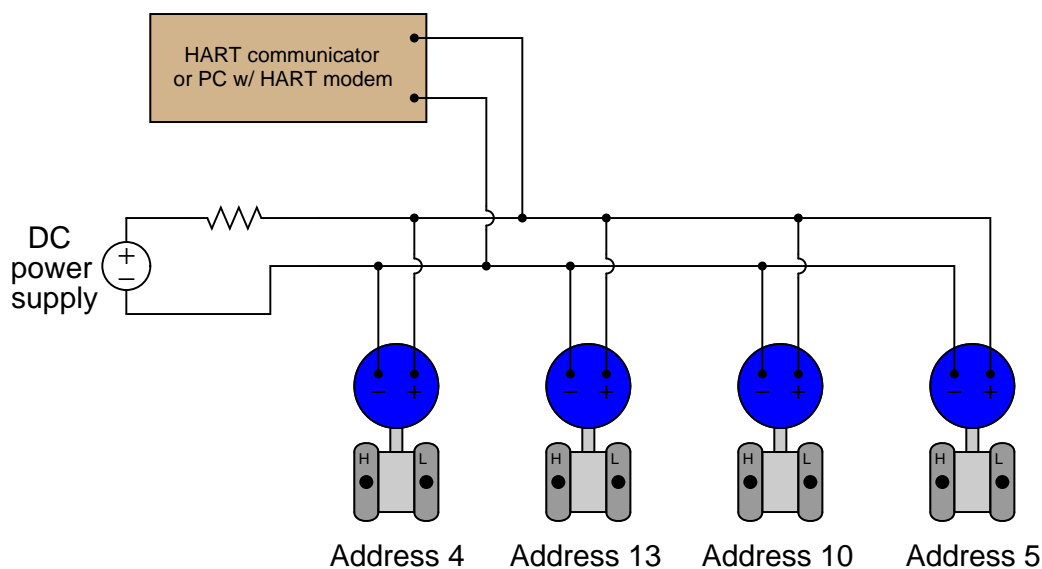 HART communicator
or PC w/ HART modem
DC
power
supply
+
−
− +
− +
− +
− +
H L
H L
H L
H L
Address 4
Address 13
Address 10
Address 5